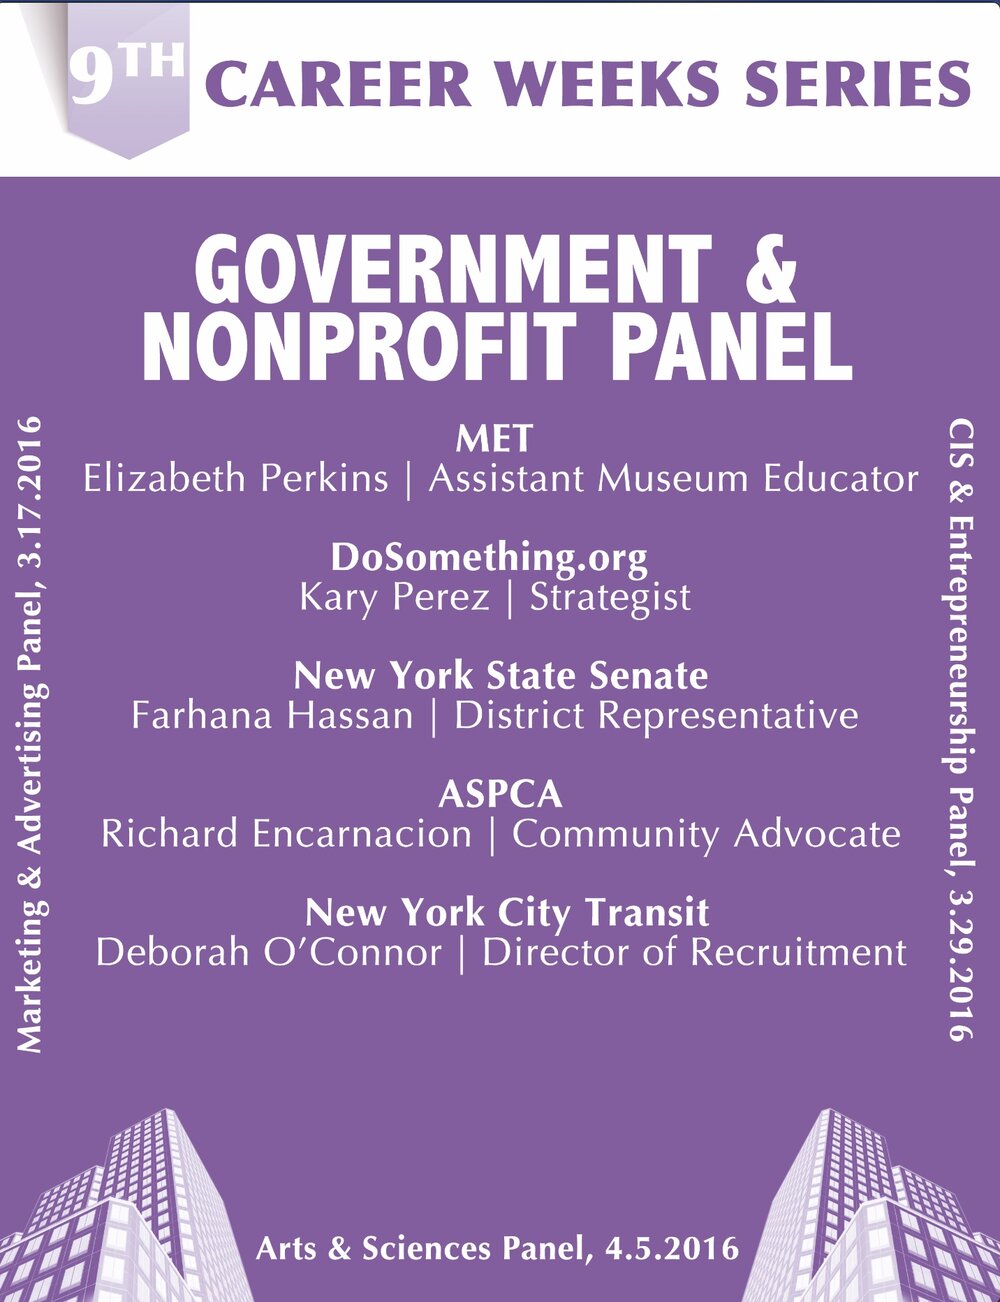 9TH CAREER WEEKS SERIES
GOVERNMENT &
NONPROFIT PANEL
MET
Elizabeth Perkins | Assistant Museum Educator
DoSomething.org
Kary Perez | Strategist
New York State Senate
Farhana Hassan | District Representative
ASPCA
Richard Encarnacion | Community Advocate
New York City Transit
Deborah O’Connor | Director of Recruitment
Marketing & Advertising Panel, 3.17.2016
CIS & Entrepreneurship Panel, 3.29.2016
Arts & Sciences Panel, 4.5.2016